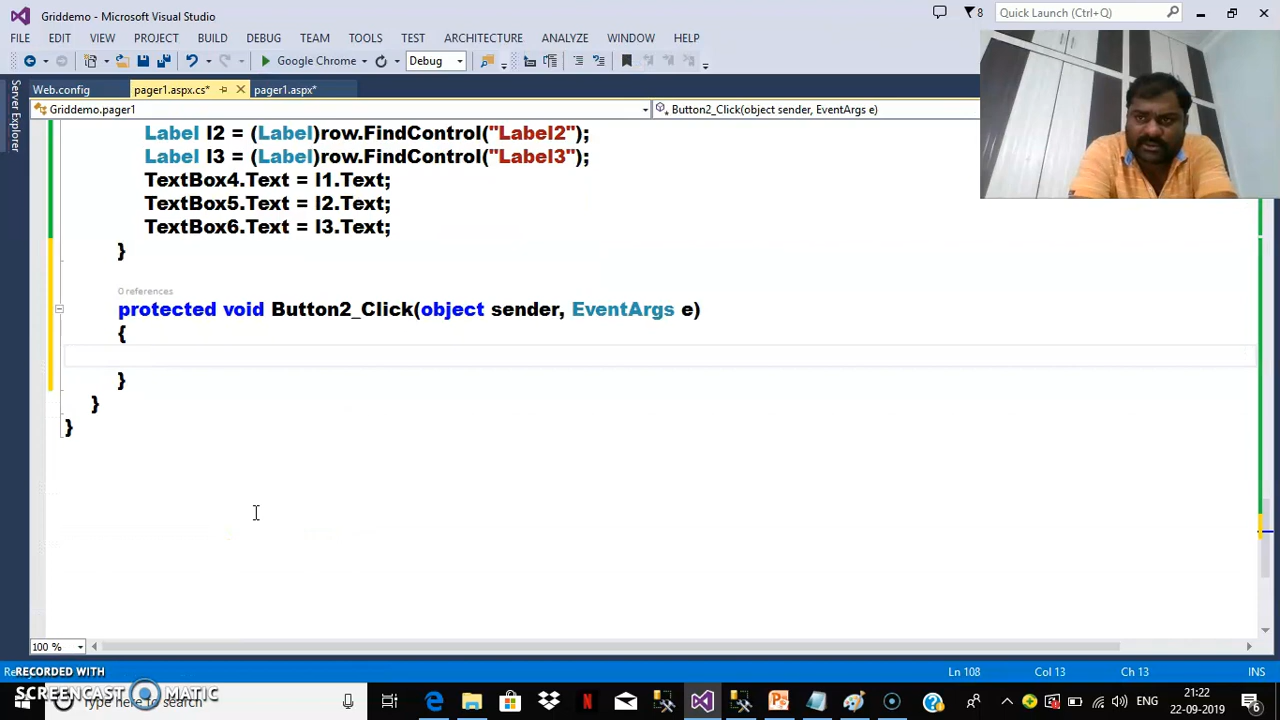 Griddemo - Microsoft Visual Studio
8
Quick Launch (Ctrl+Q)
FILE EDIT VIEW PROJECT BUILD DEBUG TEAM TOOLS TEST ARCHITECTURE ANALYZE WINDOW HELP
Google Chrome
Debug
Server Explorer
Web.config
pager1.aspx.cs*
pager1.aspx*
Griddemo.pager1
Button2_Click(object sender, EventArgs e)
Label l2 = (Label)row.FindControl("Label2");
Label l3 = (Label)row.FindControl("Label3");
TextBox4.Text = l1.Text;
TextBox5.Text = l2.Text;
TextBox6.Text = l3.Text;
}
0 references
protected void Button2_Click(object sender, EventArgs e)
{
}
}
}
100 %
RECORDED WITH
Ln 108
Col 13
Ch 13
INS
SCREENCAST MATIC
Type here to search
ENG
21:22
22-09-2019
6